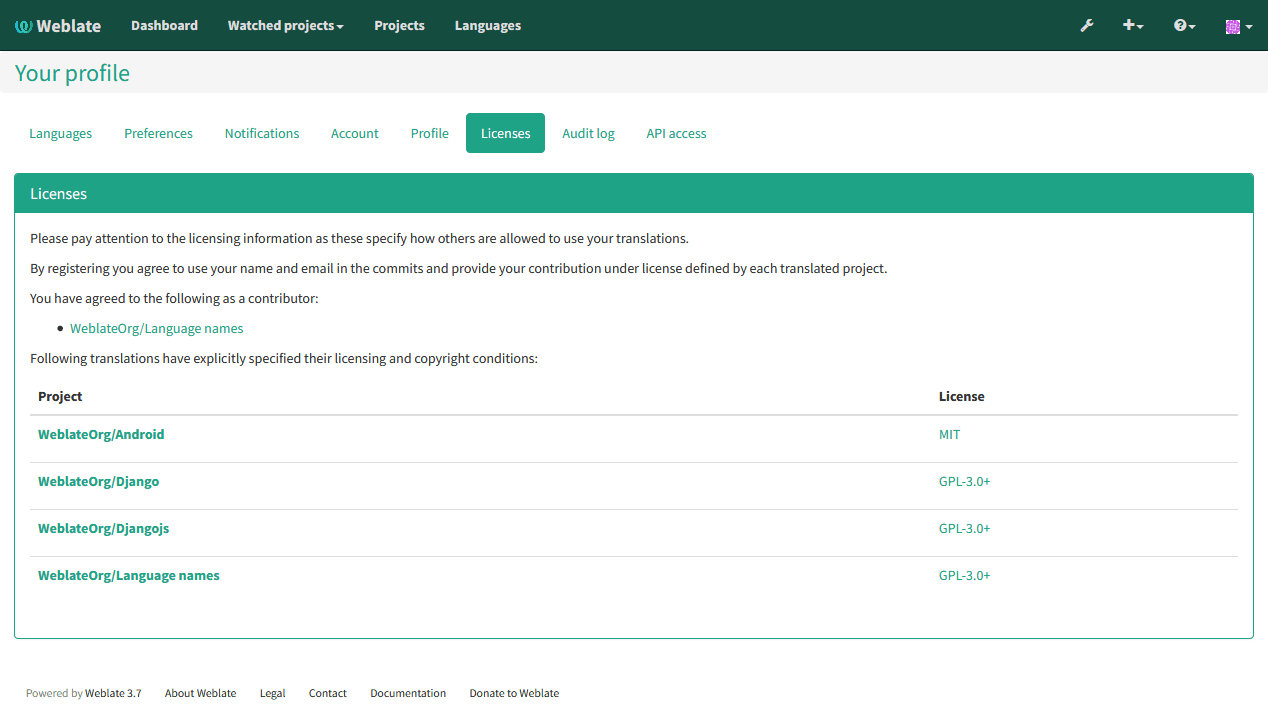 Weblate Dashboard Watched projects Projects Languages
Your profile
Languages Preferences Notifications Account Profile Licenses Audit log API access
Licenses
Please pay attention to the licensing information as these specify how others are allowed to use your translations.
By registering you agree to use your name and email in the commits and provide your contribution under license defined by each translated project.
You have agreed to the following as a contributor:
WeblateOrg/Language names
Following translations have explicitly specified their licensing and copyright conditions:
Project License
WeblateOrg/Android MIT
WeblateOrg/Django GPL-3.0+
WeblateOrg/Djangojs GPL-3.0+
WeblateOrg/Language names GPL-3.0+
Powered by Weblate 3.7 About Weblate Legal Contact Documentation Donate to Weblate